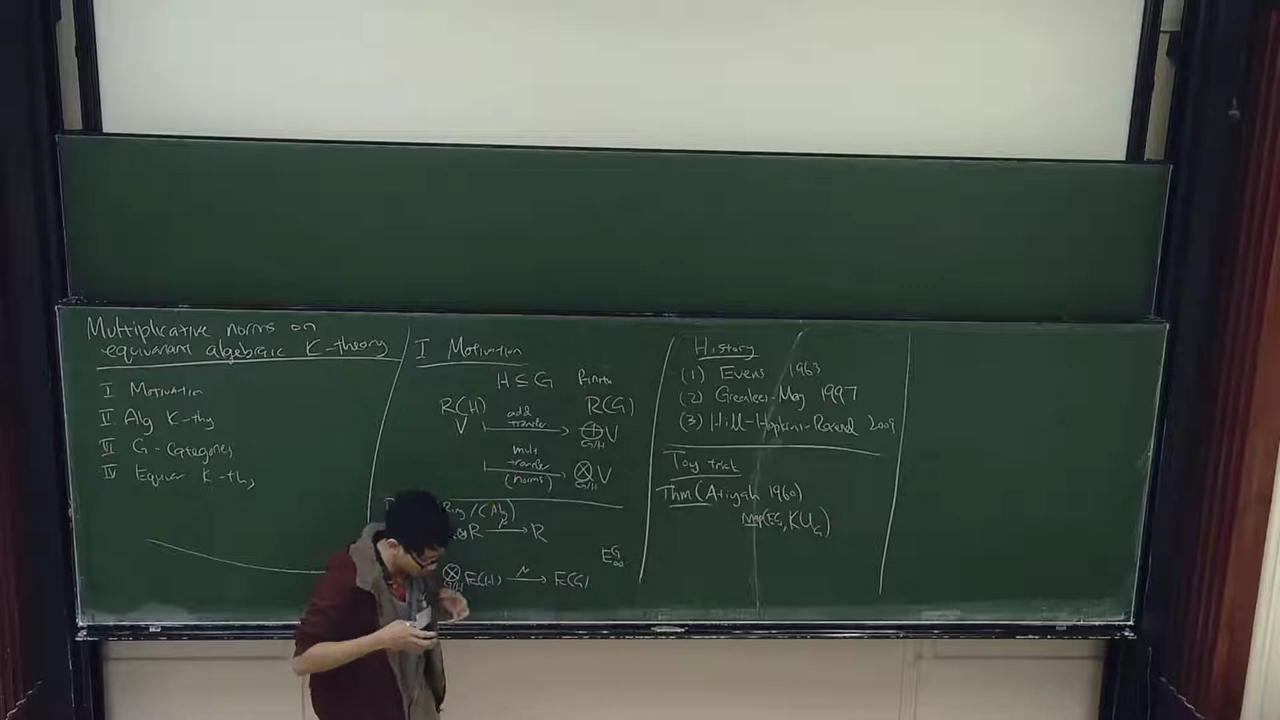 Multiplicative norms on
equivariant algebraic K-theory
I Motivation
II Alg K-thy
III G-Categories
IV Equivar K-thy
I Motivation
H ⊆ G finite
R(H) add transfer R(G)
V ⟼ ⊕_{G/H} V
mult transfer (norms)
⟼ ⊗_{G/H} V
Ring / CAlg
R —μ→ R
E^G_∞
⊗_{G/H} E(H) —μ→ E(G)
History
(1) Evens 1963
(2) Greenlees-May 1997
(3) Hill-Hopkins-Ravenel 2009
Toy trick
Thm (Atiyah 1960)
map(EG, KU_G)